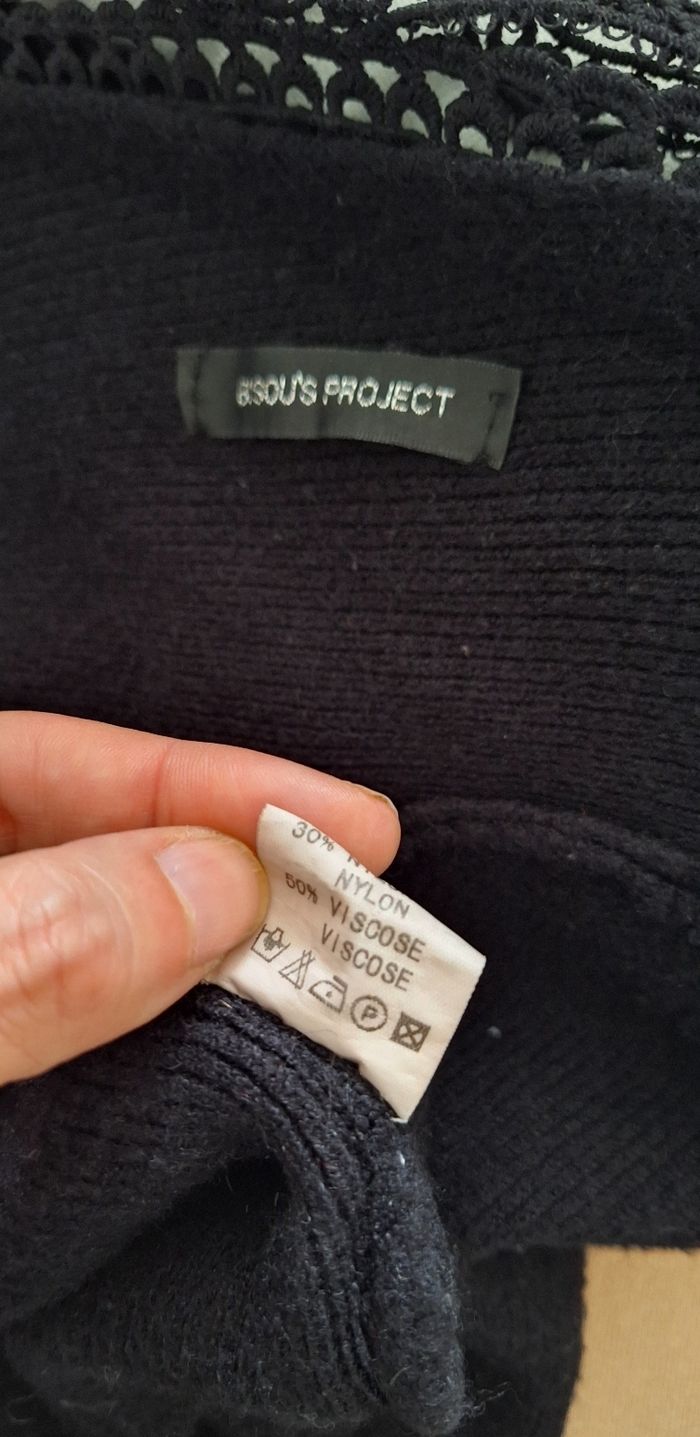 BISOU'S PROJECT
30%
NYLON
50% VISCOSE
VISCOSE
P